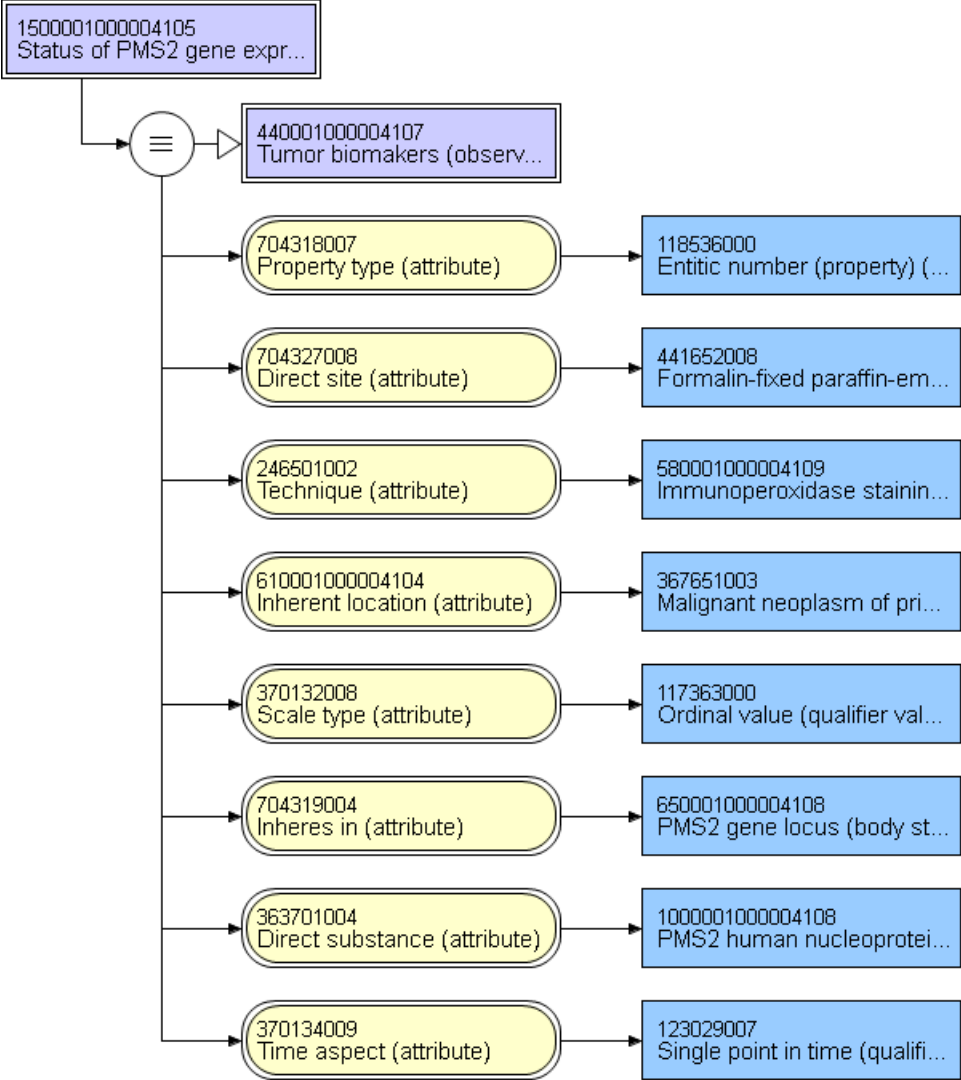 1500001000004105
Status of PMS2 gene expr...
440001000004107
Tumor biomakers (observ...
704318007
Property type (attribute)
118536000
Entitic number (property) (...
704327008
Direct site (attribute)
441652008
Formalin-fixed paraffin-em...
246501002
Technique (attribute)
580001000004109
Immunoperoxidase stainin...
610001000004104
Inherent location (attribute)
367651003
Malignant neoplasm of pri...
370132008
Scale type (attribute)
117363000
Ordinal value (qualifier val...
704319004
Inheres in (attribute)
650001000004108
PMS2 gene locus (body st...
363701004
Direct substance (attribute)
1000001000004108
PMS2 human nucleoprotei...
370134009
Time aspect (attribute)
123029007
Single point in time (qualifi...